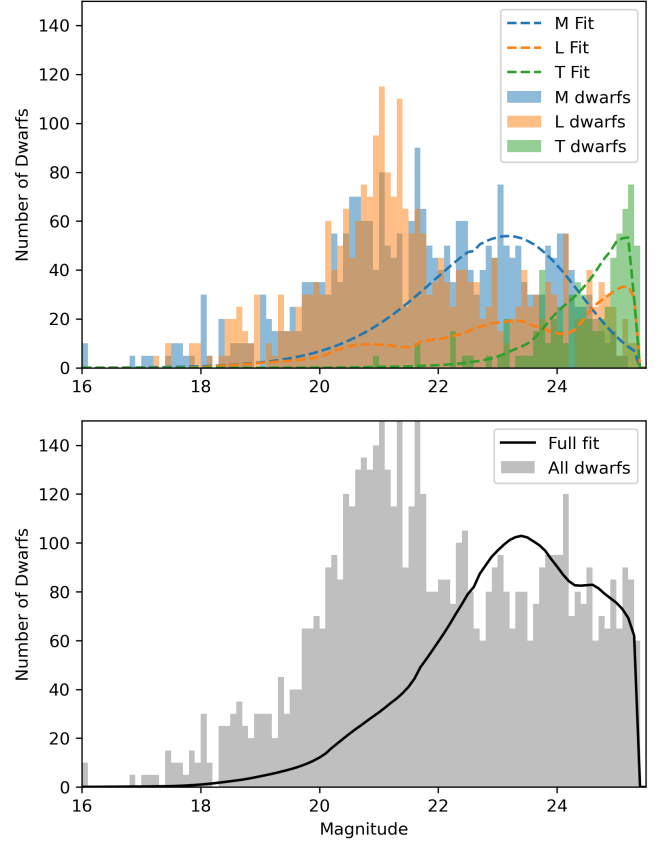 140
120
100
80
60
40
20
0
Number of Dwarfs
M Fit
L Fit
T Fit
M dwarfs
L dwarfs
T dwarfs
16 18 20 22 24
140
120
100
80
60
40
20
0
Number of Dwarfs
Full fit
All dwarfs
16 18 20 22 24
Magnitude